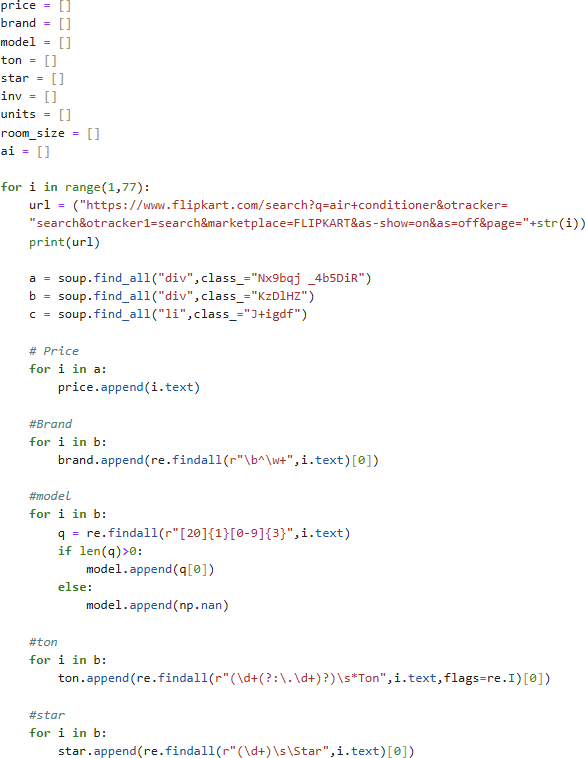 price = []
brand = []
model = []
ton = []
star = []
inv = []
units = []
room_size = []
ai = []
for i in range(1,77):
    url = ("https://www.flipkart.com/search?q=air+conditioner&otracker=
    "search&otracker1=search&marketplace=FLIPKART&as-show=on&as=off&page="+str(i))
    print(url)
    a = soup.find_all("div",class_="Nx9bqj _4b5DiR")
    b = soup.find_all("div",class_="KzDlHZ")
    c = soup.find_all("li",class_="J+igdf")
    # Price
    for i in a:
        price.append(i.text)
    #Brand
    for i in b:
        brand.append(re.findall(r"\b^\w+",i.text)[0])
    #model
    for i in b:
        q = re.findall(r"[20]{1}[0-9]{3}",i.text)
        if len(q)>0:
            model.append(q[0])
        else:
            model.append(np.nan)
    #ton
    for i in b:
        ton.append(re.findall(r"(\d+(?:\.\d+)?)\s*Ton",i.text,flags=re.I)[0])
    #star
    for i in b:
        star.append(re.findall(r"(\d+)\s\Star",i.text)[0])